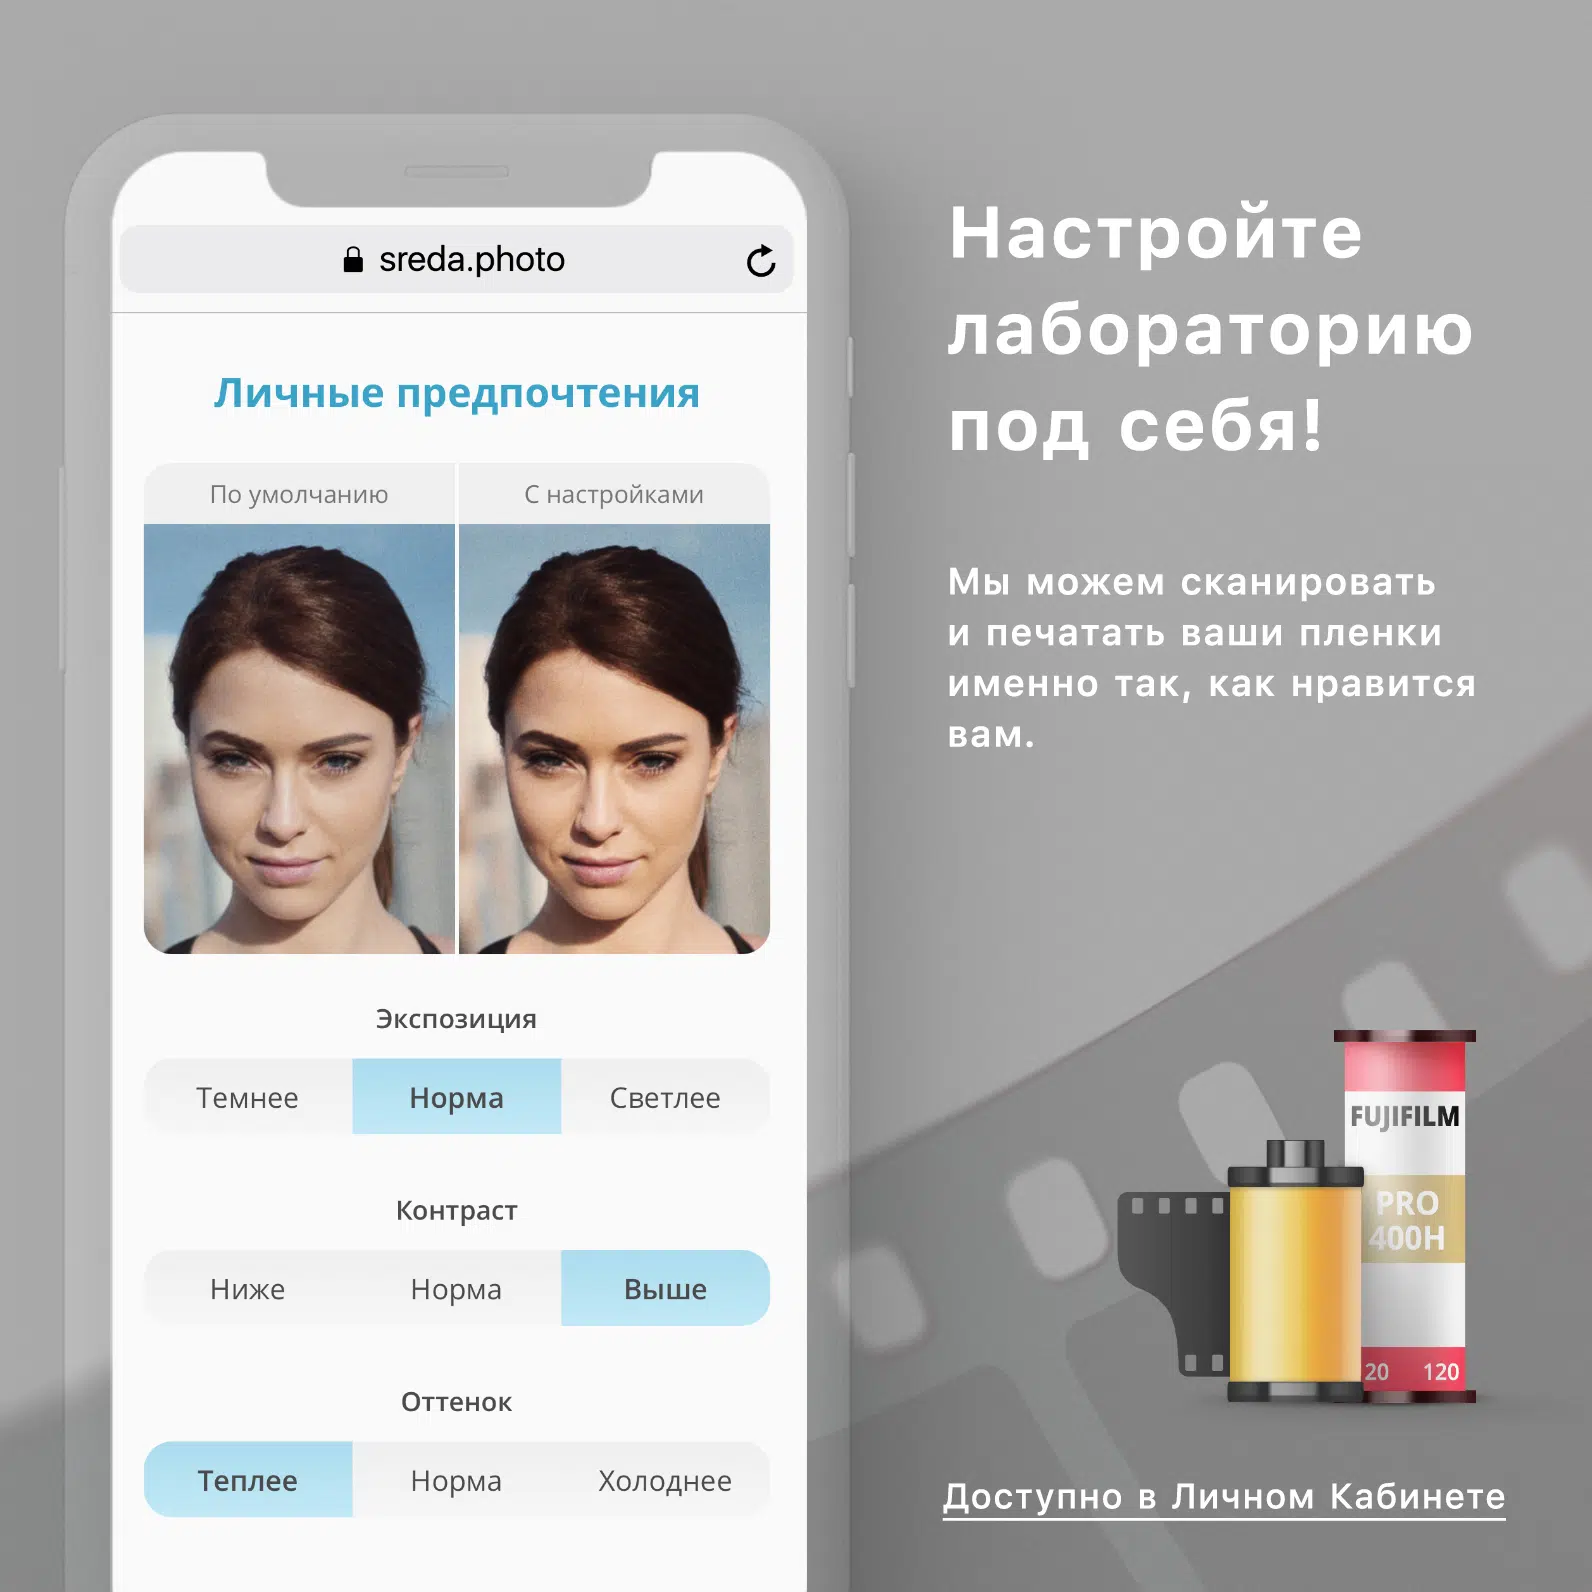 sreda.photo
Личные предпочтения
По умолчанию
С настройками
Экспозиция
Темнее
Норма
Светлее
Контраст
Ниже
Норма
Выше
Оттенок
Теплее
Норма
Холоднее
Настройте
лабораторию
под себя!
Мы можем сканировать
и печатать ваши пленки
именно так, как нравится
вам.
FUJIFILM
PRO
400H
20 120
Доступно в Личном Кабинете